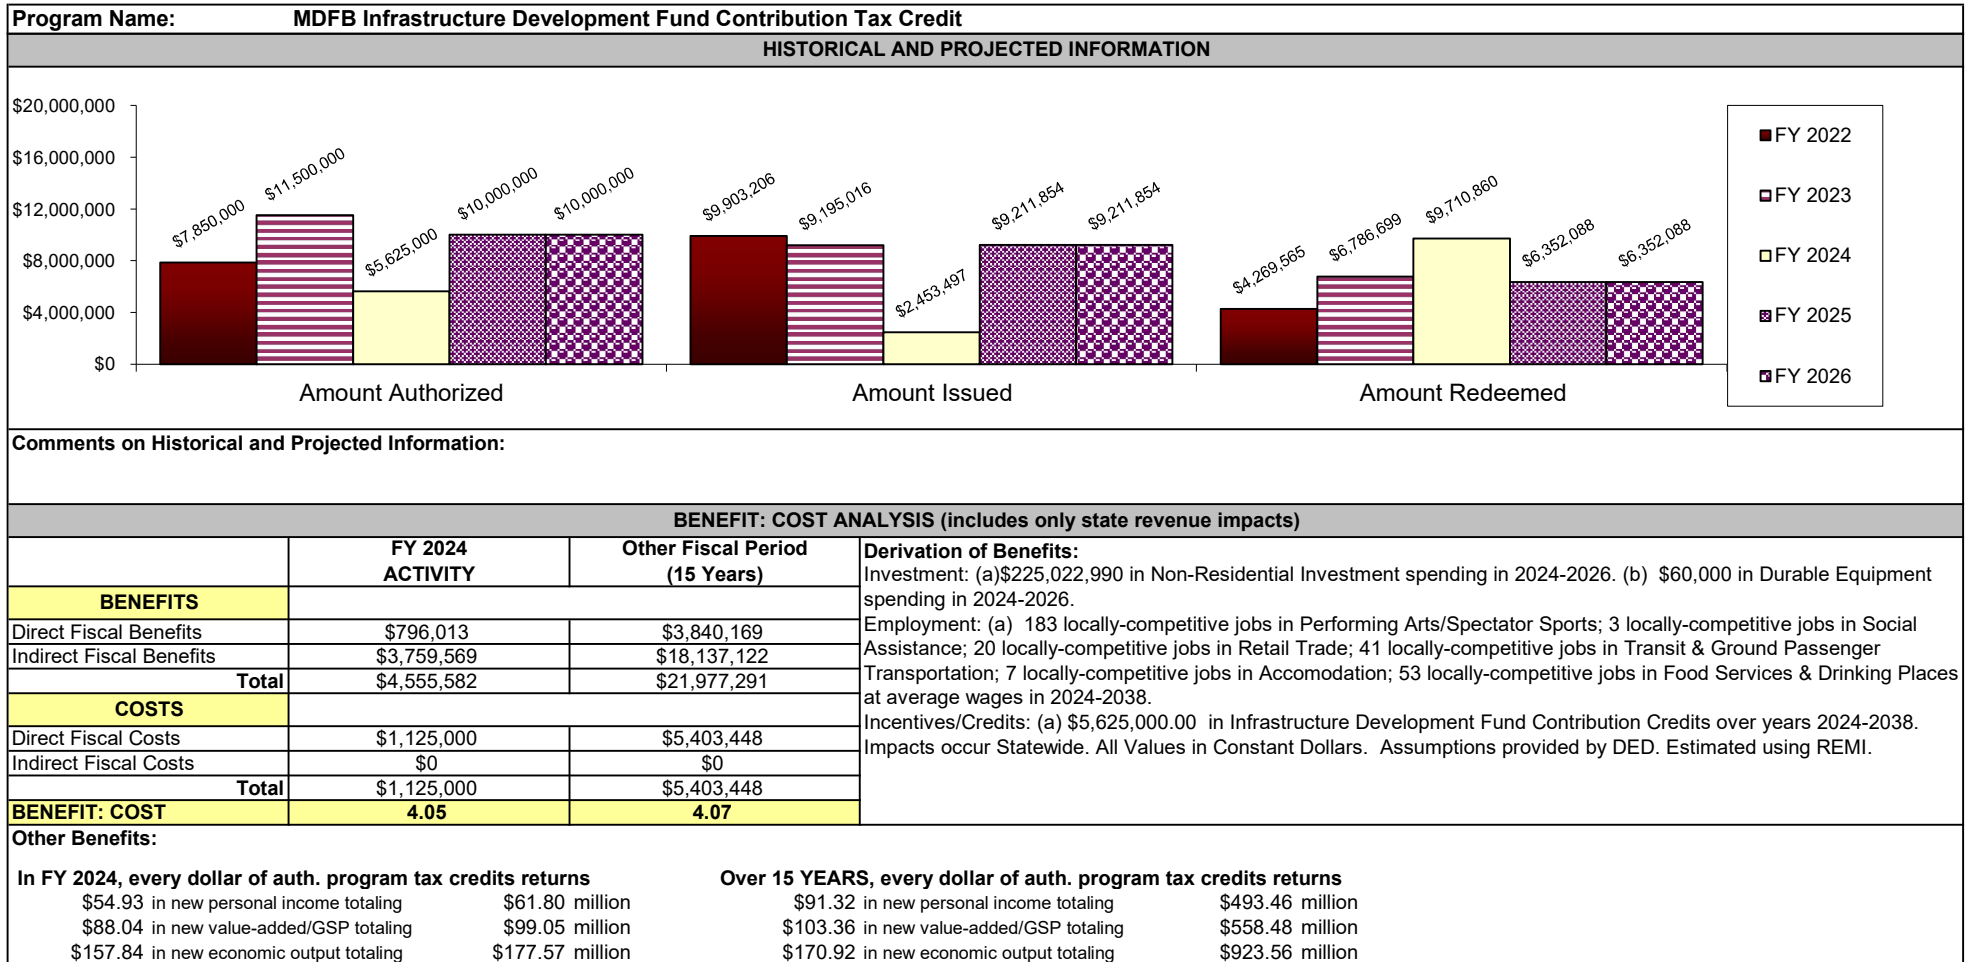 Program Name: MDFB Infrastructure Development Fund Contribution Tax Credit
HISTORICAL AND PROJECTED INFORMATION
$20,000,000
$16,000,000
$12,000,000
$8,000,000
$4,000,000
$0
$7,850,000 $11,500,000 $5,625,000 $10,000,000 $10,000,000
$9,903,206 $9,195,016 $2,453,497 $9,211,854 $9,211,854
$4,269,565 $6,786,699 $9,710,860 $6,352,088 $6,352,088
Amount Authorized Amount Issued Amount Redeemed
FY 2022
FY 2023
FY 2024
FY 2025
FY 2026
Comments on Historical and Projected Information:
BENEFIT: COST ANALYSIS (includes only state revenue impacts)
FY 2024 Other Fiscal Period
ACTIVITY (15 Years)
BENEFITS
Direct Fiscal Benefits $796,013 $3,840,169
Indirect Fiscal Benefits $3,759,569 $18,137,122
Total $4,555,582 $21,977,291
COSTS
Direct Fiscal Costs $1,125,000 $5,403,448
Indirect Fiscal Costs $0 $0
Total $1,125,000 $5,403,448
BENEFIT: COST 4.05 4.07
Derivation of Benefits:
Investment: (a)$225,022,990 in Non-Residential Investment spending in 2024-2026. (b) $60,000 in Durable Equipment
spending in 2024-2026.
Employment: (a) 183 locally-competitive jobs in Performing Arts/Spectator Sports; 3 locally-competitive jobs in Social
Assistance; 20 locally-competitive jobs in Retail Trade; 41 locally-competitive jobs in Transit & Ground Passenger
Transportation; 7 locally-competitive jobs in Accomodation; 53 locally-competitive jobs in Food Services & Drinking Places
at average wages in 2024-2038.
Incentives/Credits: (a) $5,625,000.00 in Infrastructure Development Fund Contribution Credits over years 2024-2038.
Impacts occur Statewide. All Values in Constant Dollars. Assumptions provided by DED. Estimated using REMI.
Other Benefits:
In FY 2024, every dollar of auth. program tax credits returns
$54.93 in new personal income totaling $61.80 million
$88.04 in new value-added/GSP totaling $99.05 million
$157.84 in new economic output totaling $177.57 million
Over 15 YEARS, every dollar of auth. program tax credits returns
$91.32 in new personal income totaling $493.46 million
$103.36 in new value-added/GSP totaling $558.48 million
$170.92 in new economic output totaling $923.56 million